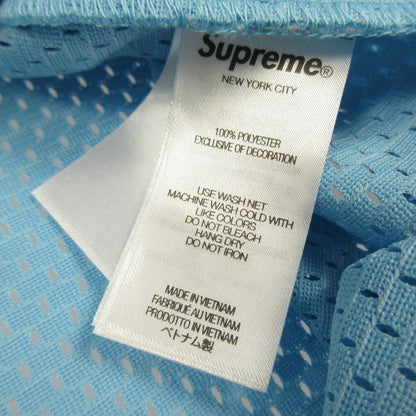 Supreme®
NEW YORK CITY
100% POLYESTER
EXCLUSIVE OF DECORATION
USE WASH NET
MACHINE WASH COLD WITH
LIKE COLORS
DO NOT BLEACH
HANG DRY
DO NOT IRON
MADE IN VIETNAM
FABRIQUÉ AU VIETNAM
PRODOTTO IN VIETNAM
ベトナム製